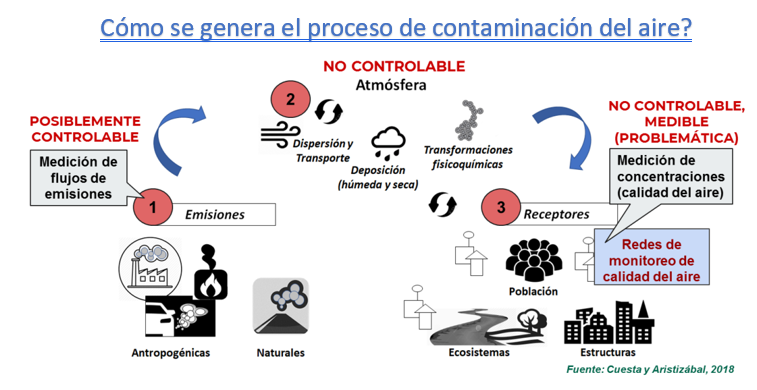 Cómo se genera el proceso de contaminación del aire?
NO CONTROLABLE
Atmósfera
2
Dispersión y
Transporte
Deposición
(húmeda y seca)
Transformaciones
fisicoquímicas
POSIBLEMENTE
CONTROLABLE
Medición de
flujos de
emisiones
1
Emisiones
Antropogénicas
Naturales
NO CONTROLABLE,
MEDIBLE
(PROBLEMÁTICA)
Medición de
concentraciones
(calidad del aire)
3
Receptores
Redes de
monitoreo de
calidad del aire
Población
Ecosistemas
Estructuras
Fuente: Cuesta y Aristizábal, 2018